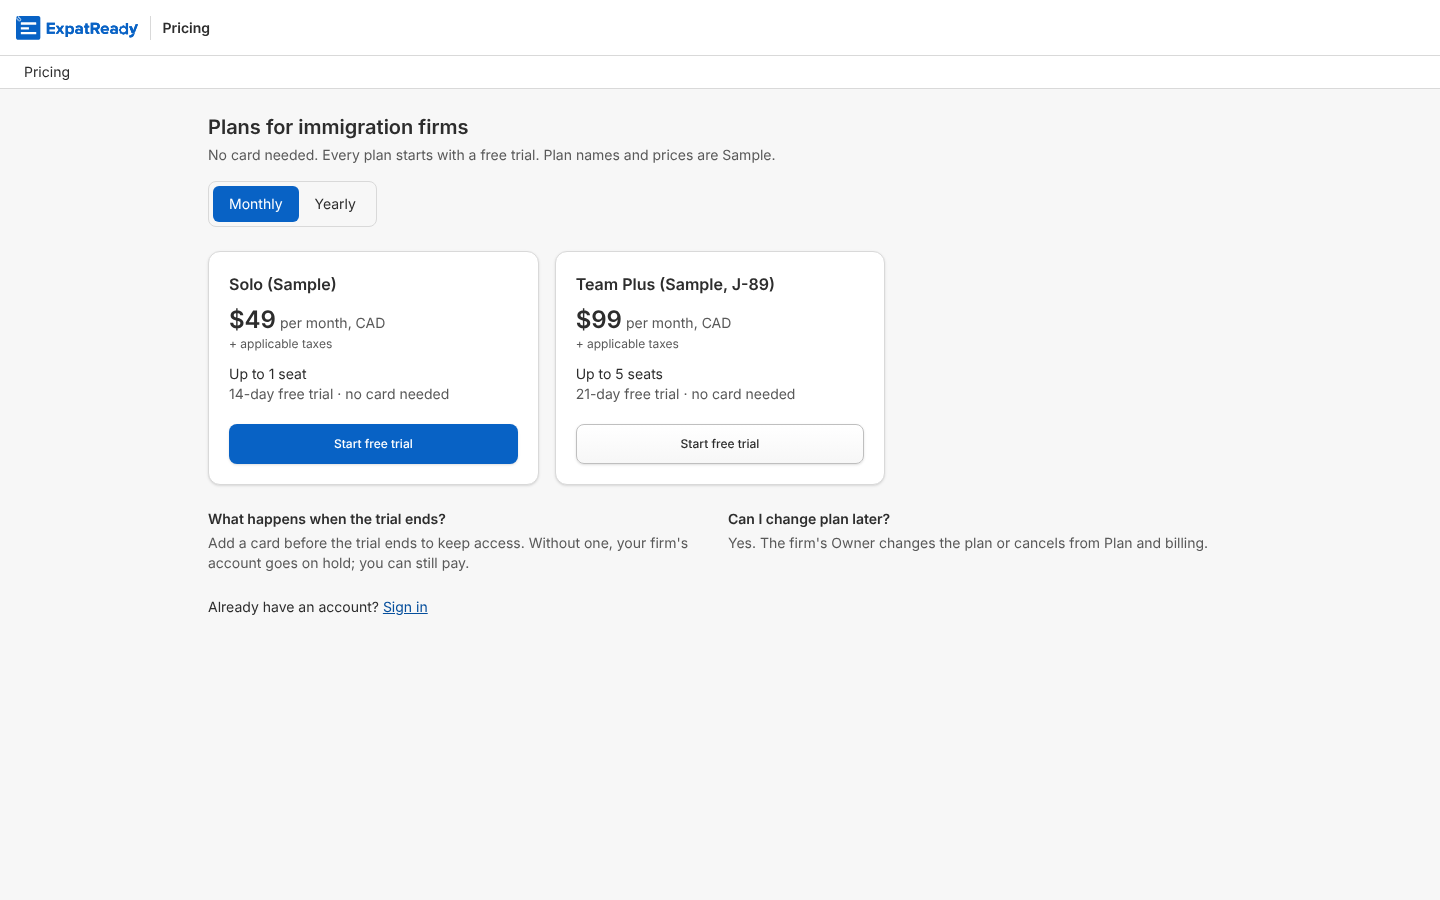 ExpatReady
Pricing
Pricing
Plans for immigration firms
No card needed. Every plan starts with a free trial. Plan names and prices are Sample.
Monthly
Yearly
Solo (Sample)
$49 per month, CAD
+ applicable taxes
Up to 1 seat
14-day free trial · no card needed
Start free trial
Team Plus (Sample, J-89)
$99 per month, CAD
+ applicable taxes
Up to 5 seats
21-day free trial · no card needed
Start free trial
What happens when the trial ends?
Add a card before the trial ends to keep access. Without one, your firm's
account goes on hold; you can still pay.
Can I change plan later?
Yes. The firm's Owner changes the plan or cancels from Plan and billing.
Already have an account? Sign in